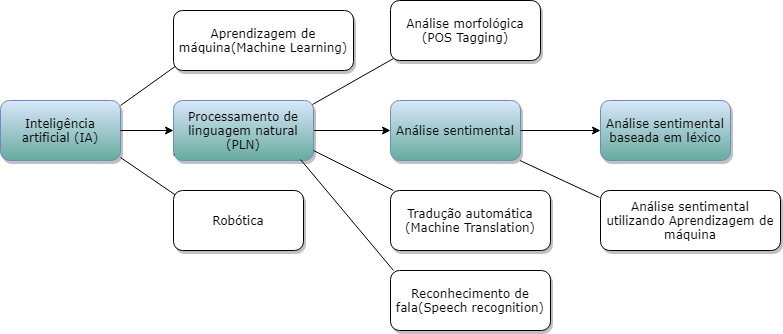 Aprendizagem de
máquina(Machine Learning)
Análise morfológica
(POS Tagging)
Inteligência
artificial (IA)
Processamento de
linguagem natural
(PLN)
Análise sentimental
Análise sentimental
baseada em léxico
Robótica
Tradução automática
(Machine Translation)
Análise sentimental
utilizando Aprendizagem de
máquina
Reconhecimento de
fala(Speech recognition)